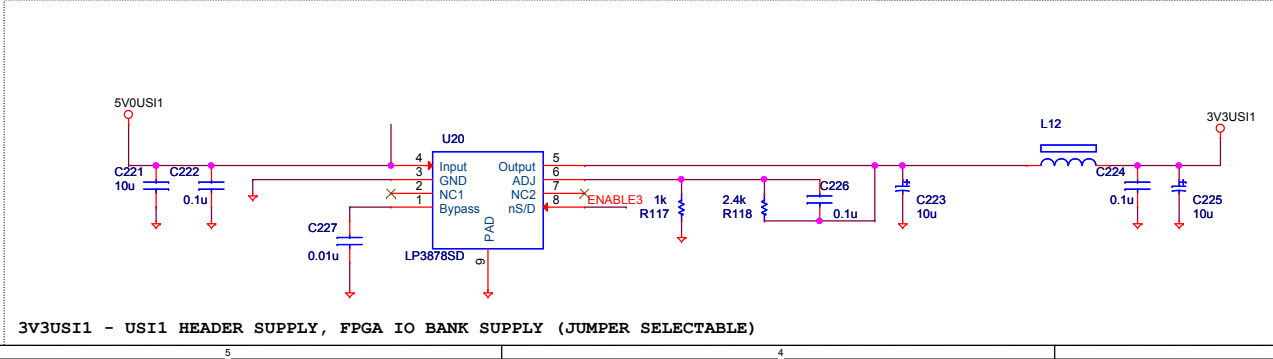 5V0USI1
3V3USI1
L12
U20
4 Input Output 5
3 GND ADJ 6
2 NC1 NC2 7
1 Bypass nS/D 8
PAD
9
LP3878SD
ENABLE3
C221
10u
C222
0.1u
C227
0.01u
1k
R117
2.4k
R118
C226
0.1u
C223
10u
C224
0.1u
C225
10u
3V3USI1 - USI1 HEADER SUPPLY, FPGA IO BANK SUPPLY (JUMPER SELECTABLE)
5 4